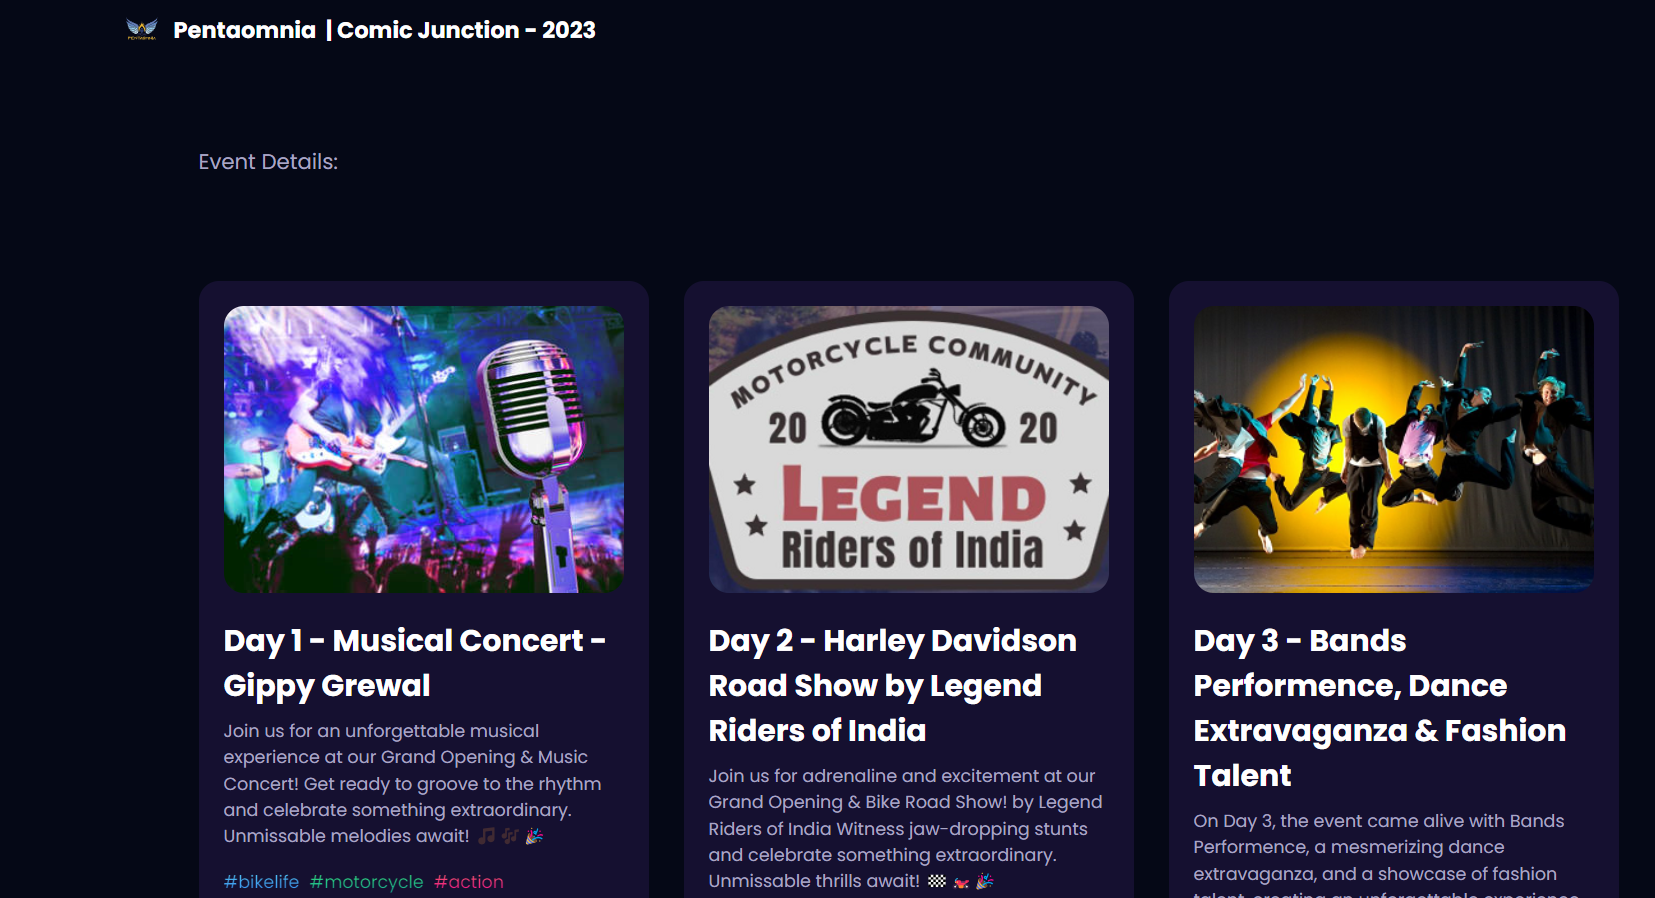 PENTAOMNIA
Pentaomnia | Comic Junction - 2023
Event Details:
MOTORCYCLE COMMUNITY
20 20
LEGEND
Riders of India
Day 1 - Musical Concert -
Gippy Grewal
Join us for an unforgettable musical
experience at our Grand Opening & Music
Concert! Get ready to groove to the rhythm
and celebrate something extraordinary.
Unmissable melodies await! 🎵 🎶 🎉
#bikelife #motorcycle #action
Day 2 - Harley Davidson
Road Show by Legend
Riders of India
Join us for adrenaline and excitement at our
Grand Opening & Bike Road Show! by Legend
Riders of India Witness jaw-dropping stunts
and celebrate something extraordinary.
Unmissable thrills await! 🏁 🏍️ 🎉
Day 3 - Bands
Performence, Dance
Extravaganza & Fashion
Talent
On Day 3, the event came alive with Bands
Performence, a mesmerizing dance
extravaganza, and a showcase of fashion
talent, creating an unforgettable experience